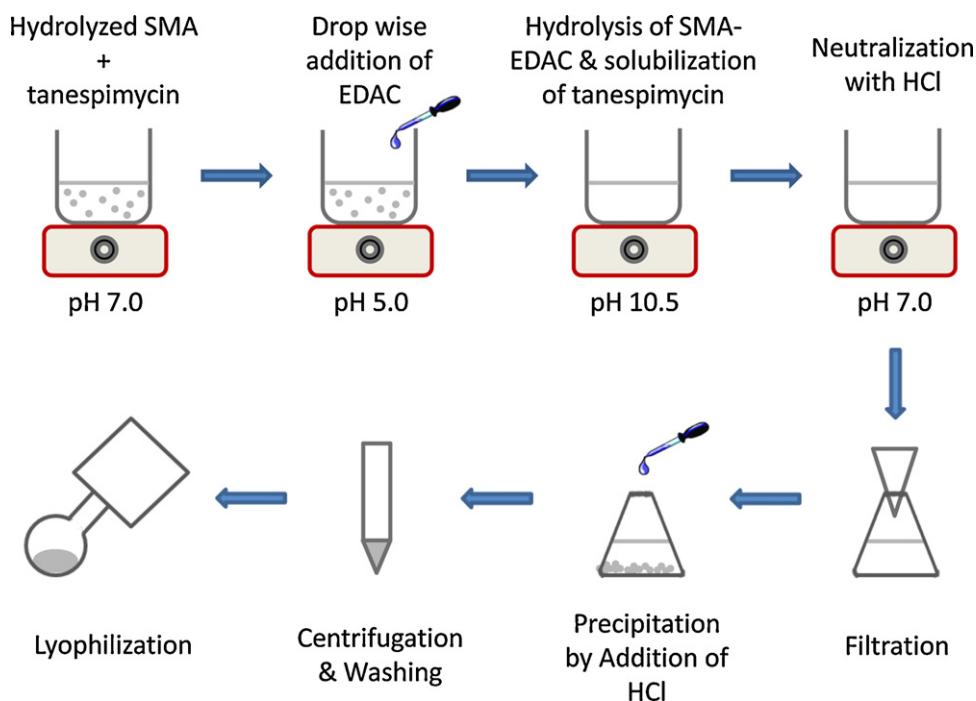 Hydrolyzed SMA
+
tanespimycin
Drop wise
addition of
EDAC
Hydrolysis of SMA-
EDAC & solubilization
of tanespimycin
Neutralization
with HCl
pH 7.0
pH 5.0
pH 10.5
pH 7.0
Lyophilization
Centrifugation
& Washing
Precipitation
by Addition of
HCl
Filtration